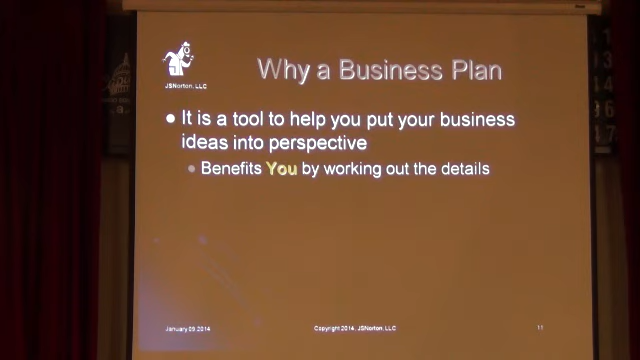 Why a Business Plan
JSNorton, LLC
It is a tool to help you put your business
ideas into perspective
Benefits You by working out the details
January 09 2014
Copyright 2014, JSNorton, LLC
11